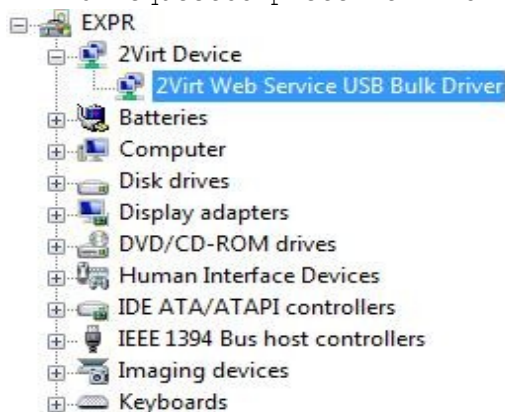 EXPR
2Virt Device
2Virt Web Service USB Bulk Driver
Batteries
Computer
Disk drives
Display adapters
DVD/CD-ROM drives
Human Interface Devices
IDE ATA/ATAPI controllers
IEEE 1394 Bus host controllers
Imaging devices
Keyboards